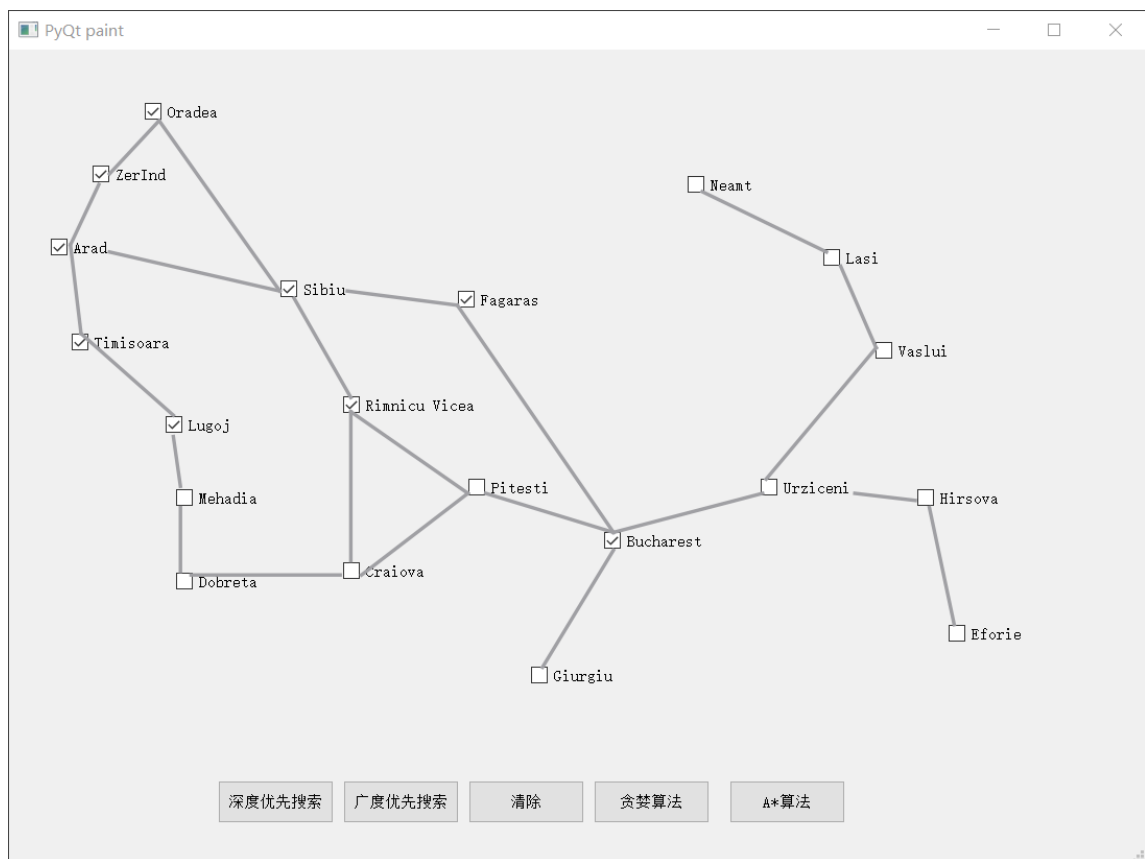 PyQt paint
Oradea
ZerInd
Neamt
Arad
Lasi
Sibiu
Fagaras
Timisoara
Vaslui
Rimnicu Vicea
Lugoj
Pitesti
Urziceni
Mehadia
Hirsova
Bucharest
Craiova
Dobreta
Eforie
Giurgiu
深度优先搜索 广度优先搜索 清除 贪婪算法 A*算法